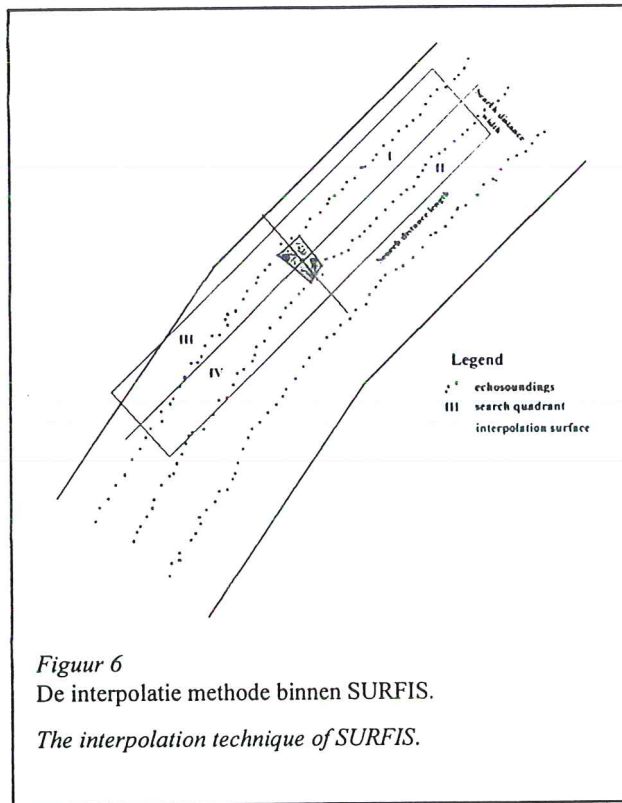 Search distance
width
I
II
Search distance length
III
IV
Legend
echosoundings
III search quadrant
interpolation surface
Figuur 6
De interpolatie methode binnen SURFIS.
The interpolation technique of SURFIS.